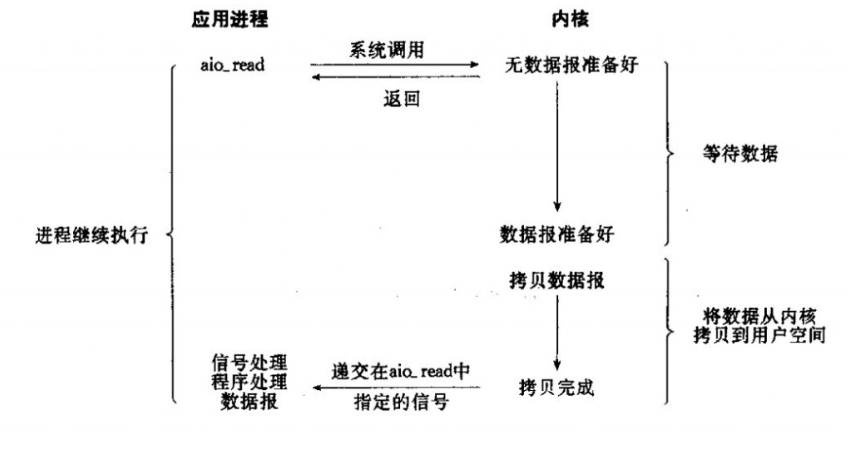 应用进程
内核
aio_read
系统调用
无数据报准备好
返回
等待数据
进程继续执行
数据报准备好
拷贝数据报
将数据从内核
拷贝到用户空间
信号处理
程序处理
数据报
递交在aio_read中
指定的信号
拷贝完成